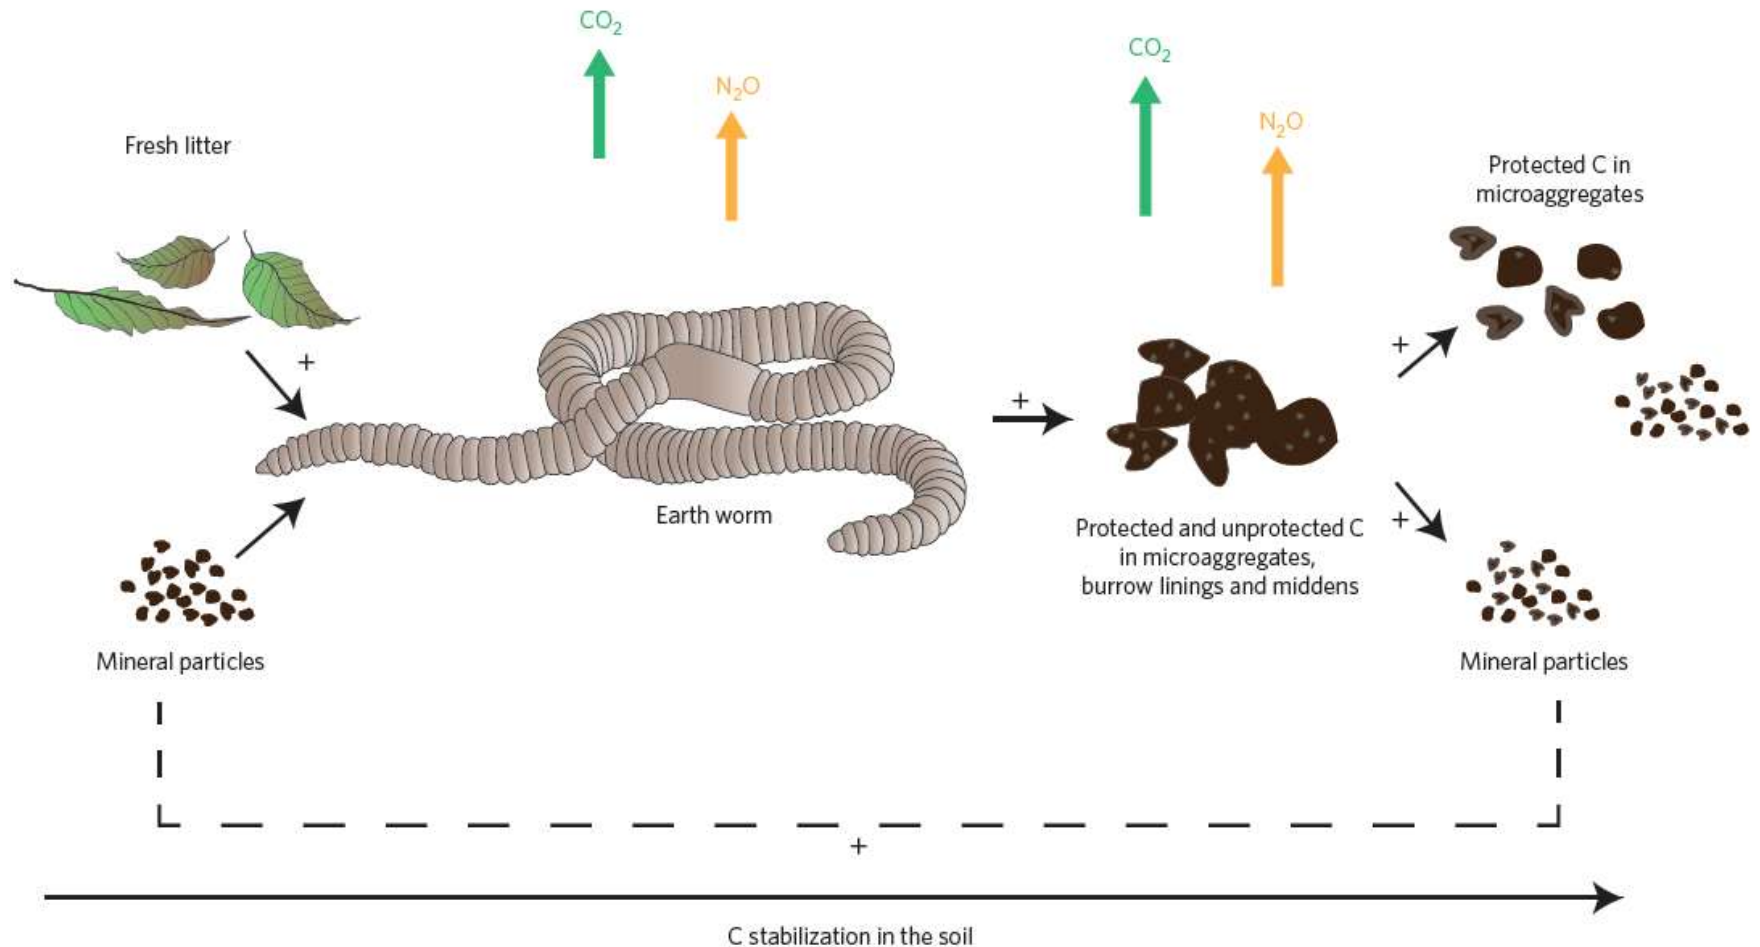 CO₂
N₂O
CO₂
N₂O
Fresh litter
Protected C in
microaggregates
+
+
+
+
Earth worm
Protected and unprotected C
in microaggregates,
burrow linings and middens
Mineral particles
Mineral particles
+
C stabilization in the soil